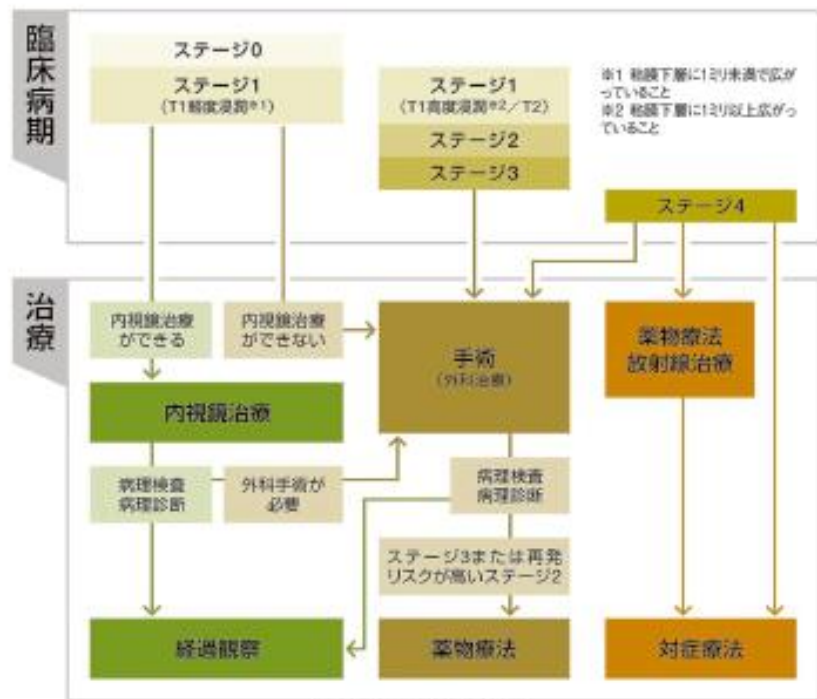 臨床病期
ステージ0
ステージ1
(T1軽度浸潤※1)
ステージ1
(T1高度浸潤※2/T2)
ステージ2
ステージ3
※1 粘膜下層に1ミリ未満で広が
っていること
※2 粘膜下層に1ミリ以上広がっ
ていること
ステージ4
治療
内視鏡治療
ができる
内視鏡治療
ができない
手術
(外科治療)
薬物療法
放射線治療
内視鏡治療
病理検査
病理診断
外科手術が
必要
病理検査
病理診断
ステージ3または再発
リスクが高いステージ2
経過観察
薬物療法
対症療法